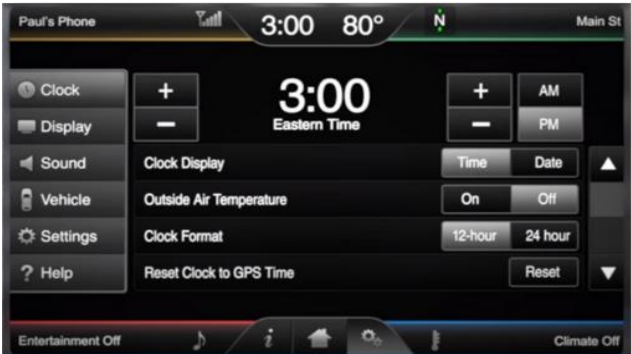 Paul's Phone
3:00 80°
N
Main St
Clock
Display
Sound
Vehicle
Settings
? Help
+ 3:00 + AM
− Eastern Time − PM
Clock Display Time Date
Outside Air Temperature On Off
Clock Format 12-hour 24 hour
Reset Clock to GPS Time Reset
Entertainment Off
i
Climate Off